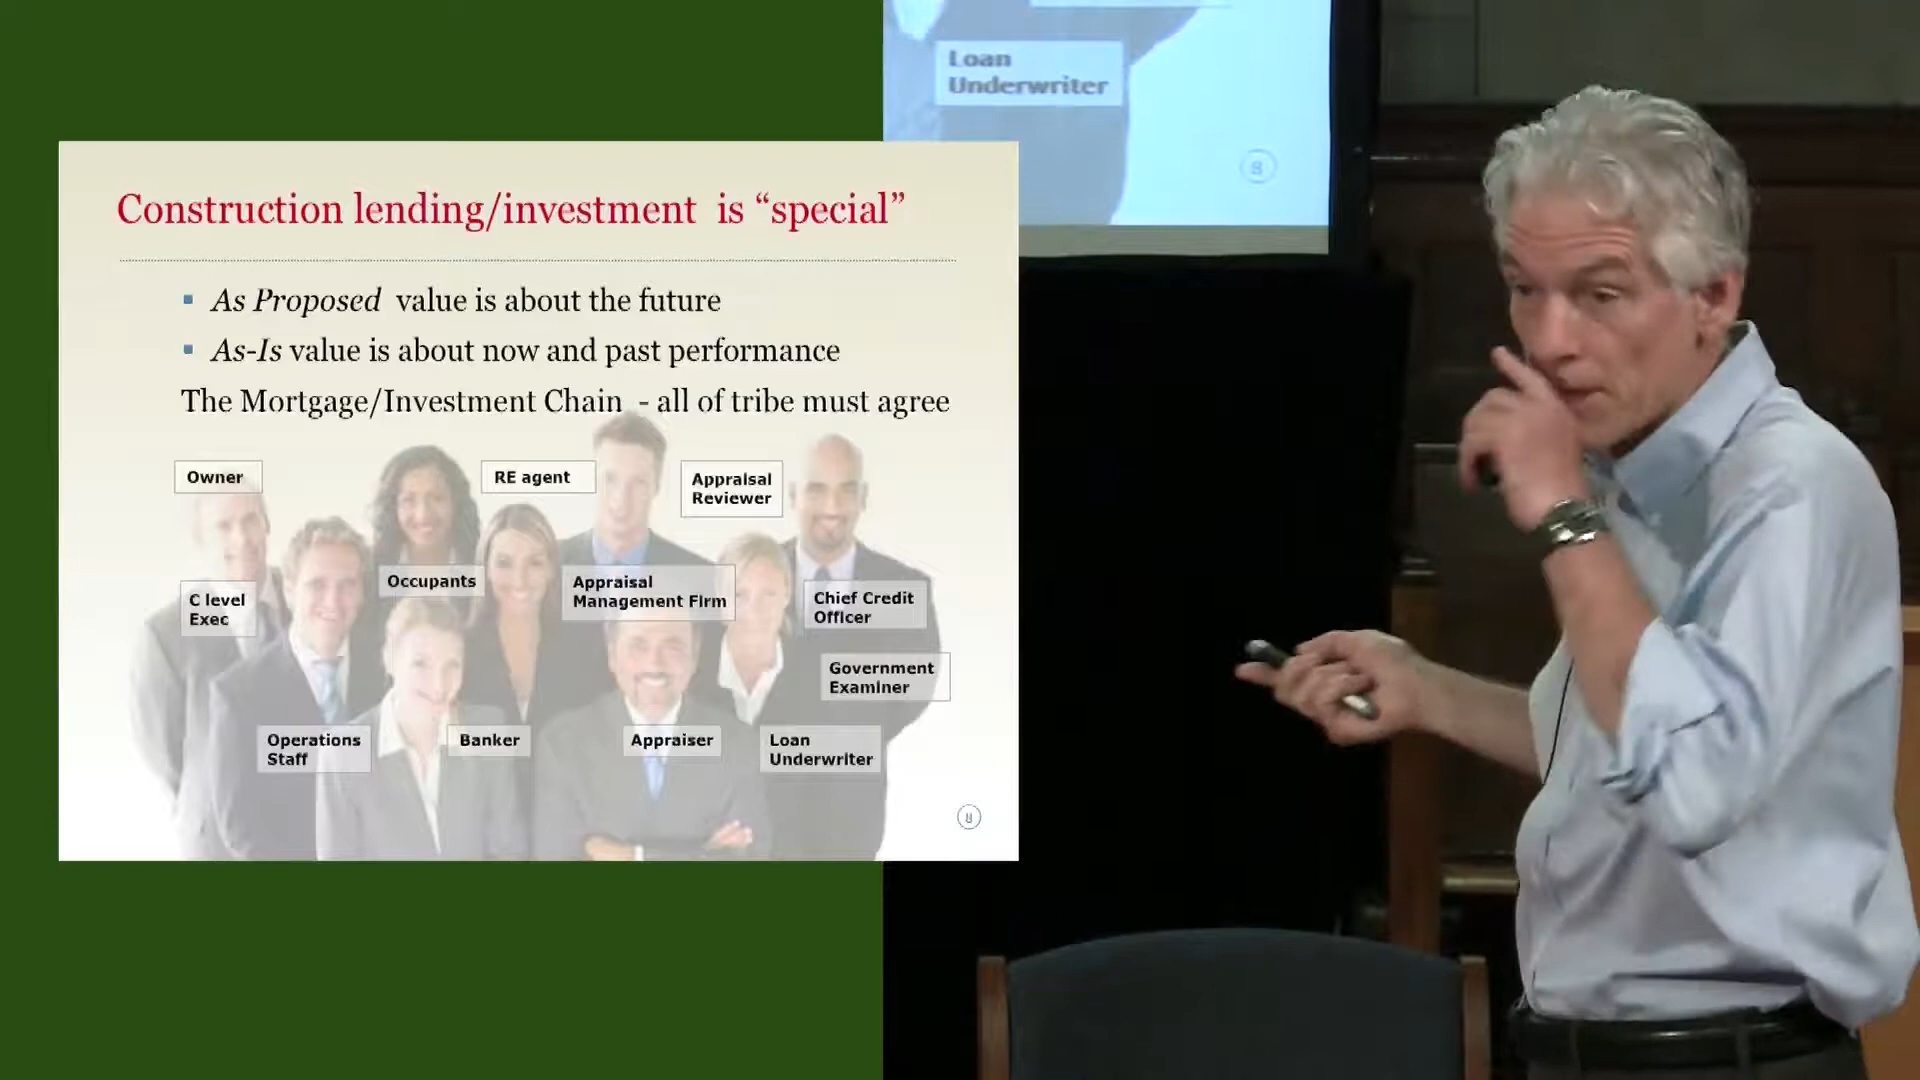 Loan
Underwriter
8
Construction lending/investment is “special”
▪ As Proposed value is about the future
▪ As-Is value is about now and past performance
The Mortgage/Investment Chain - all of tribe must agree
Owner
RE agent
Appraisal
Reviewer
C level
Exec
Occupants
Appraisal
Management Firm
Chief Credit
Officer
Government
Examiner
Operations
Staff
Banker
Appraiser
Loan
Underwriter
8